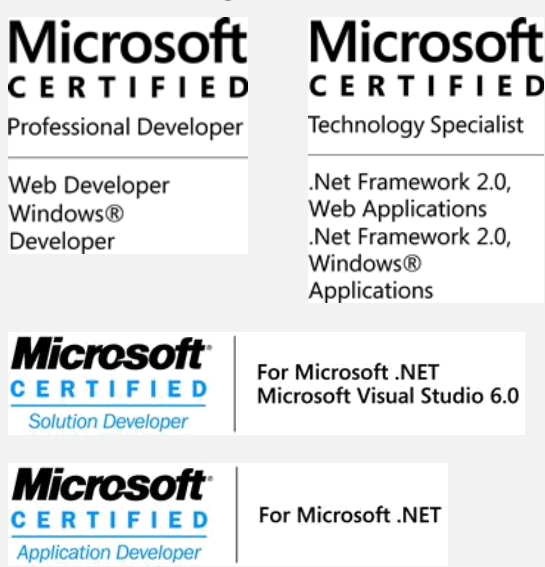 Microsoft
CERTIFIED
Professional Developer
Web Developer
Windows®
Developer
Microsoft
CERTIFIED
Technology Specialist
.Net Framework 2.0,
Web Applications
.Net Framework 2.0,
Windows®
Applications
Microsoft®
CERTIFIED
Solution Developer
For Microsoft .NET
Microsoft Visual Studio 6.0
Microsoft®
CERTIFIED
Application Developer
For Microsoft .NET